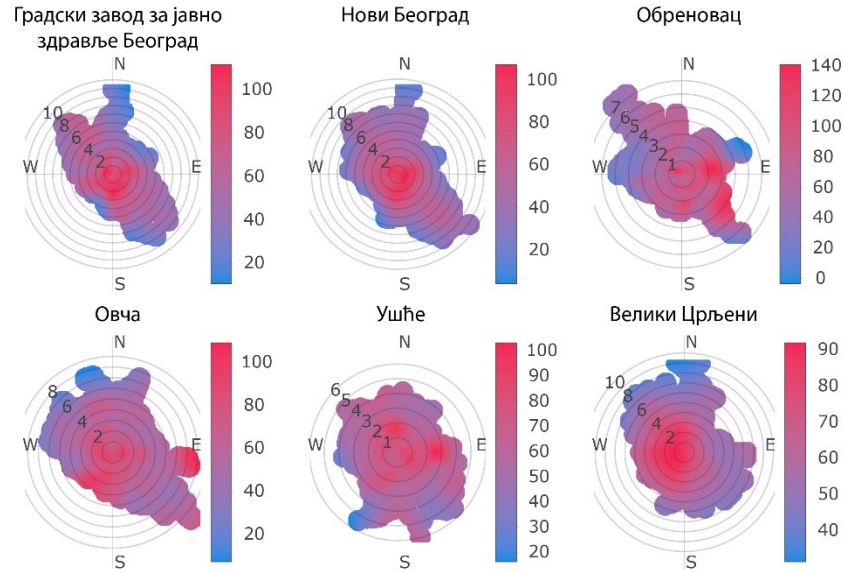 Градски завод за јавно
здравље Београд
N
W
E
S
10
8
6
4
2
100
80
60
40
20
Нови Београд
N
W
E
S
10
8
6
4
2
100
80
60
40
20
Обреновац
N
W
E
S
7
6
5
4
3
2
1
140
120
100
80
60
40
20
0
Овча
N
W
E
S
8
6
4
2
100
80
60
40
20
Ушће
N
W
E
S
6
5
4
3
2
1
100
90
80
70
60
50
40
30
20
Велики Црљени
N
W
E
S
10
8
6
4
2
90
80
70
60
50
40